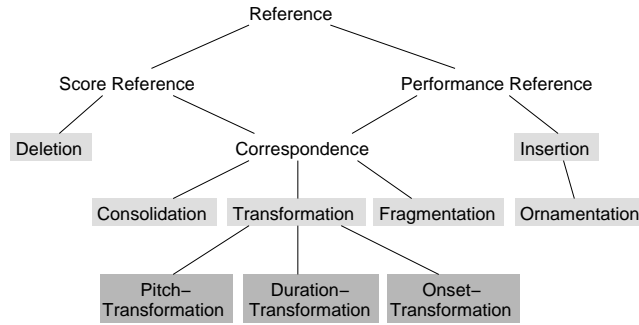 Reference
Score Reference
Performance Reference
Deletion
Correspondence
Insertion
Consolidation
Transformation
Fragmentation
Ornamentation
Pitch−
Transformation
Duration−
Transformation
Onset−
Transformation